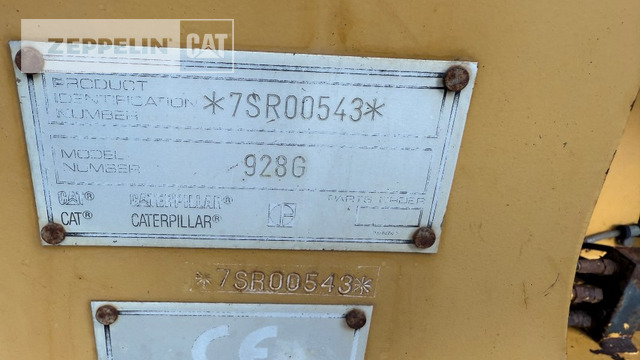 ZEPPELIN CAT
PRODUCT
IDENTIFICATION
NUMBER
*7SR00543*
MODEL
NUMBER
928G
CAT® CATERPILLAR®
PARTS ORDER
CAT® CATERPILLAR®
*7SR00543*
CE